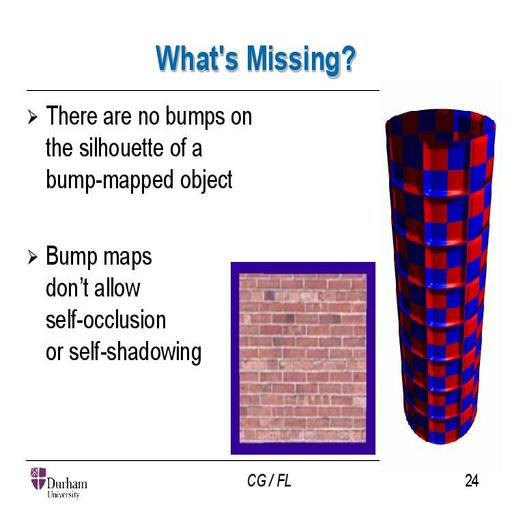 What's Missing?
There are no bumps on
the silhouette of a
bump-mapped object
Bump maps
don’t allow
self-occlusion
or self-shadowing
Durham
University
CG / FL
24